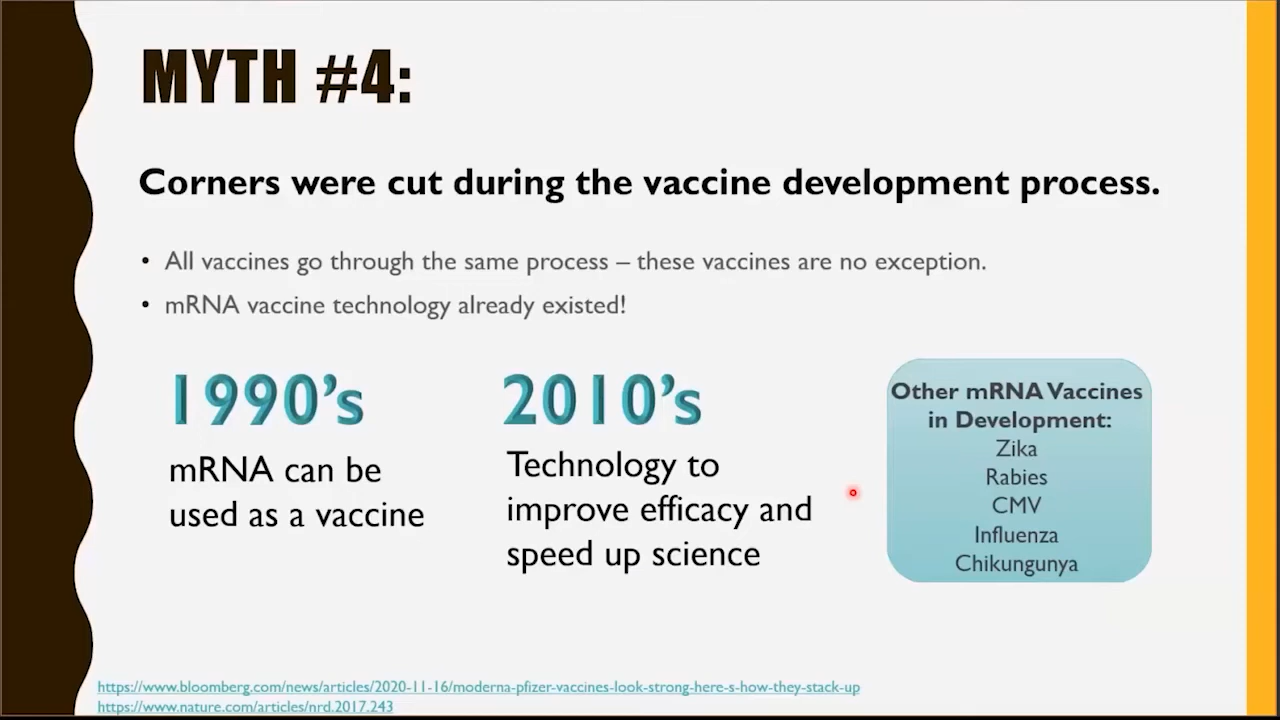 MYTH #4:
Corners were cut during the vaccine development process.
• All vaccines go through the same process – these vaccines are no exception.
• mRNA vaccine technology already existed!
1990’s
mRNA can be
used as a vaccine
2010’s
Technology to
improve efficacy and
speed up science
Other mRNA Vaccines
in Development:
Zika
Rabies
CMV
Influenza
Chikungunya
https://www.bloomberg.com/news/articles/2020-11-16/moderna-pfizer-vaccines-look-strong-here-s-how-they-stack-up
https://www.nature.com/articles/nrd.2017.243